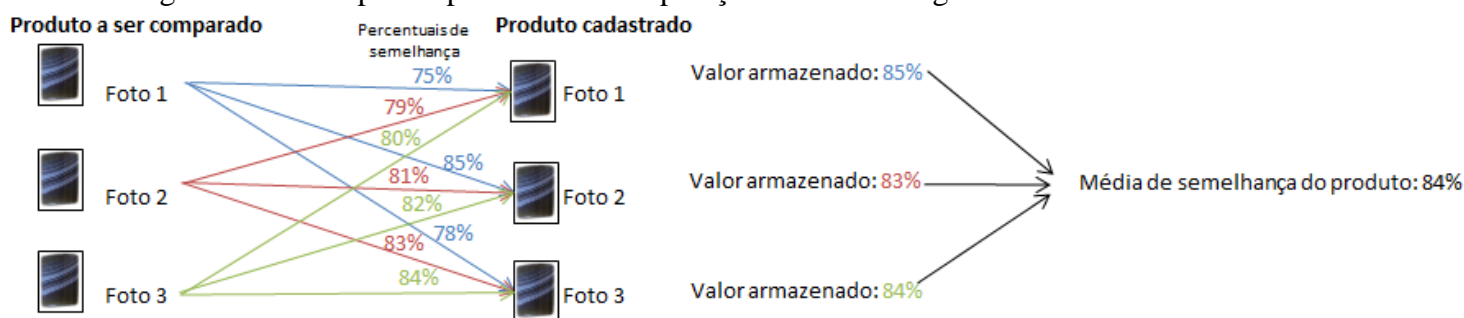 Produto a ser comparado
Percentuais de
semelhança
Produto cadastrado
Foto 1
75%
79%
80%
Foto 1
Valor armazenado: 85%
Foto 2
85%
81%
82%
Foto 2
Valor armazenado: 83%
Média de semelhança do produto: 84%
Foto 3
78%
83%
84%
Foto 3
Valor armazenado: 84%